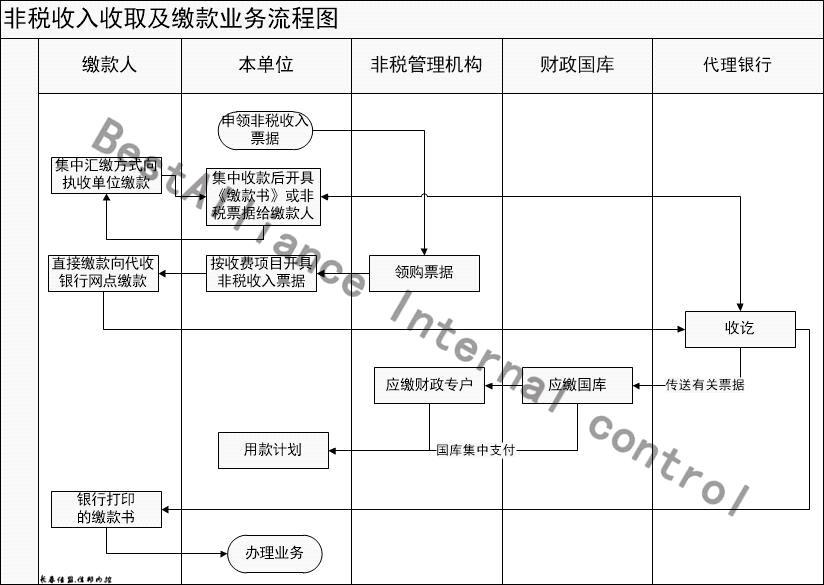 非税收入收取及缴款业务流程图
缴款人
本单位
非税管理机构
财政国库
代理银行
申领非税收入
票据
集中汇缴方式向
执收单位缴款
集中收款后开具
《缴款书》或非
税票据给缴款人
直接缴款向代收
银行网点缴款
按收费项目开具
非税收入票据
领购票据
收讫
应缴财政专户
应缴国库
传送有关票据
用款计划
国库集中支付
银行打印
的缴款书
办理业务
BestAlliance Internal control